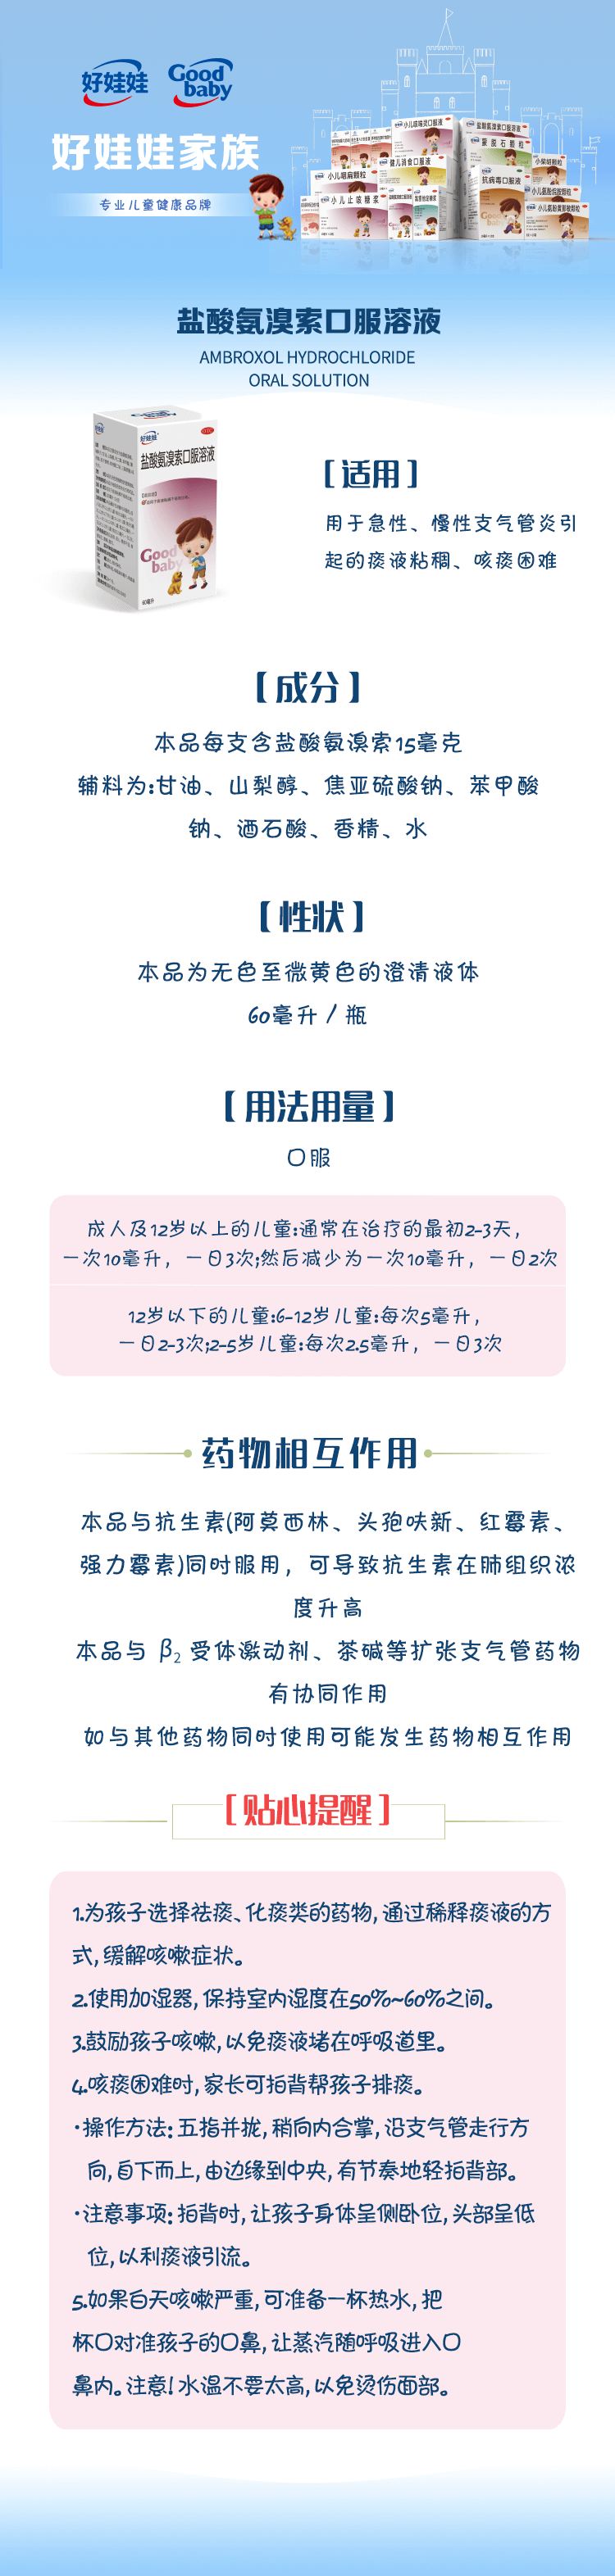 好娃娃 Good baby
好娃娃家族
专业儿童健康品牌
盐酸氨溴索口服溶液
AMBROXOL HYDROCHLORIDE
ORAL SOLUTION
好娃娃
盐酸氨溴索口服溶液
Good baby
60毫升
[适用]
用于急性、慢性支气管炎引
起的痰液粘稠、咳痰困难
【成分】
本品每支含盐酸氨溴索15毫克
辅料为:甘油、山梨醇、焦亚硫酸钠、苯甲酸
钠、酒石酸、香精、水
【性状】
本品为无色至微黄色的澄清液体
60毫升/瓶
【用法用量】
口服
成人及12岁以上的儿童:通常在治疗的最初2-3天，
一次10毫升，一日3次;然后减少为一次10毫升，一日2次
12岁以下的儿童:6-12岁儿童:每次5毫升，
一日2-3次;2-5岁儿童:每次2.5毫升，一日3次
药物相互作用
本品与抗生素(阿莫西林、头孢呋新、红霉素、
强力霉素)同时服用，可导致抗生素在肺组织浓
度升高
本品与 β₂ 受体激动剂、茶碱等扩张支气管药物
有协同作用
如与其他药物同时使用可能发生药物相互作用
[贴心提醒]
1.为孩子选择祛痰、化痰类的药物,通过稀释痰液的方
式,缓解咳嗽症状。
2.使用加湿器,保持室内湿度在50%~60%之间。
3.鼓励孩子咳嗽,以免痰液堵在呼吸道里。
4.咳痰困难时,家长可拍背帮孩子排痰。
·操作方法:五指并拢,稍向内合掌,沿支气管走行方
向,自下而上,由边缘到中央,有节奏地轻拍背部。
·注意事项:拍背时,让孩子身体呈侧卧位,头部呈低
位,以利痰液引流。
5.如果白天咳嗽严重,可准备一杯热水,把
杯口对准孩子的口鼻,让蒸汽随呼吸进入口
鼻内。注意!水温不要太高,以免烫伤面部。